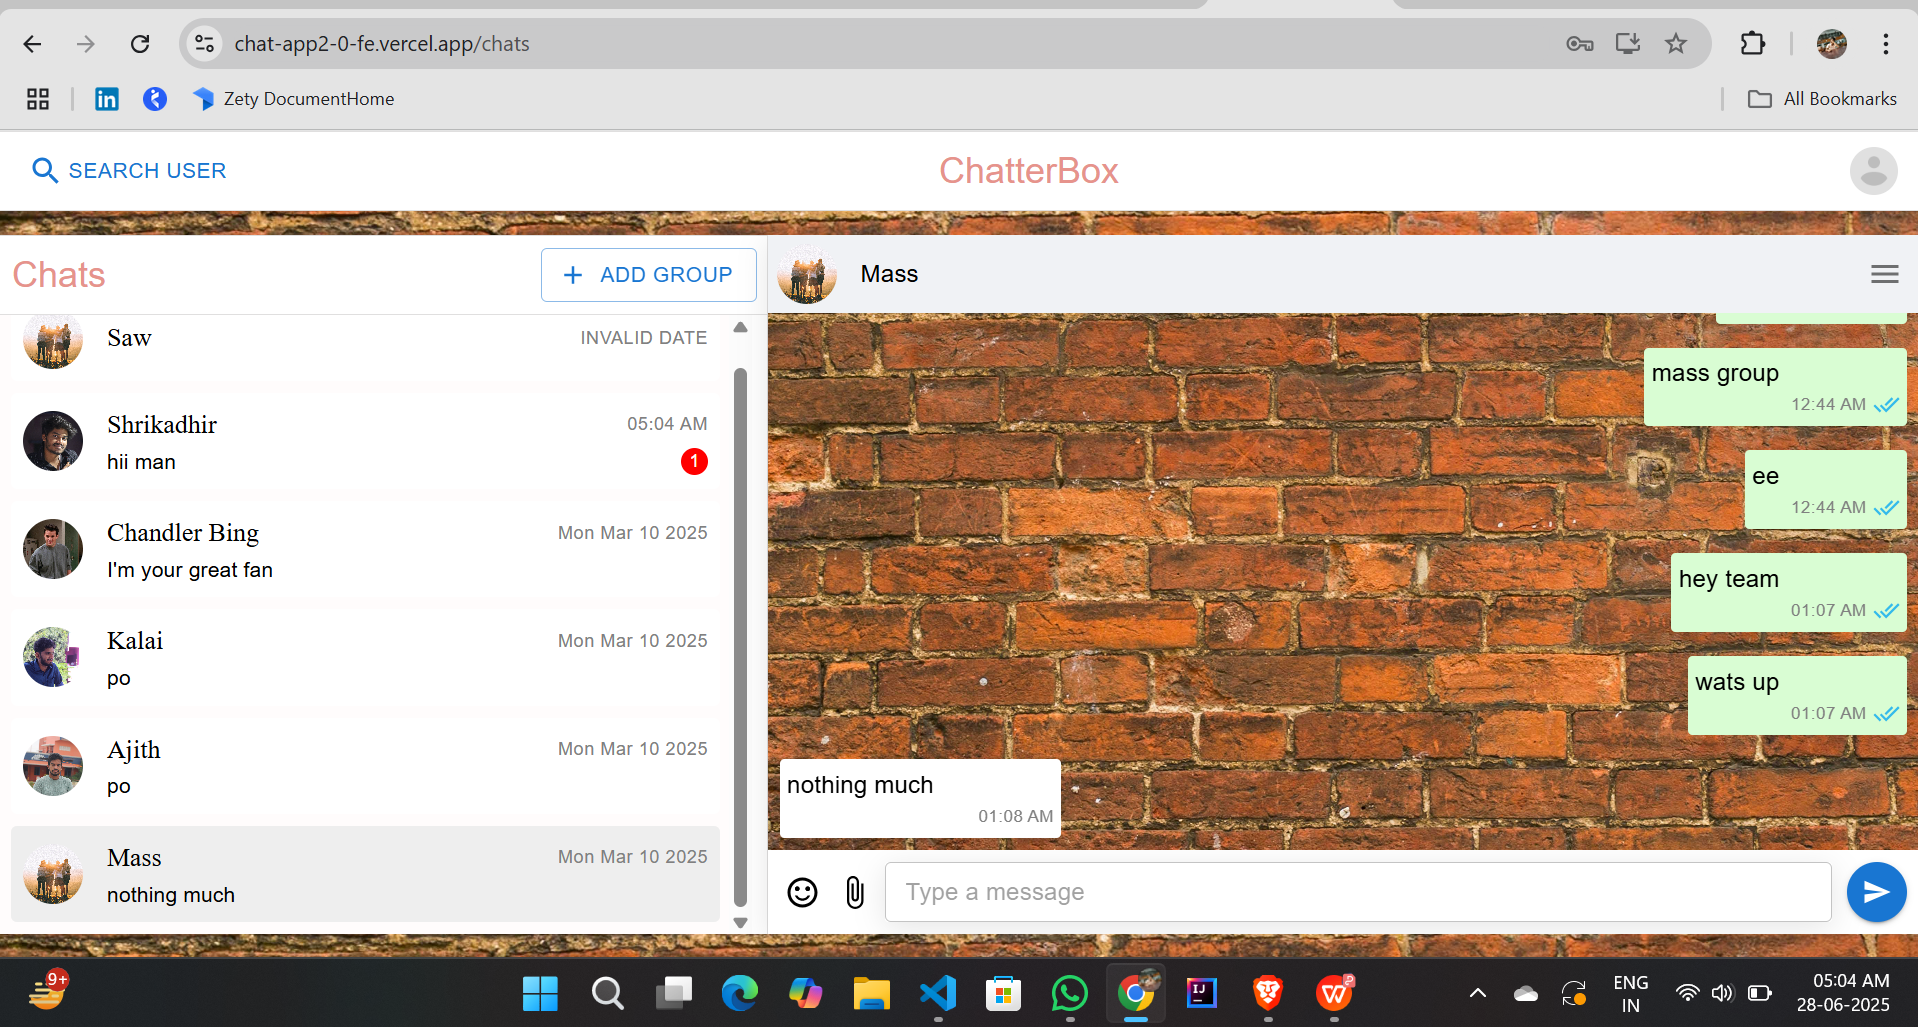 chat-app2-0-fe.vercel.app/chats
in
Zety DocumentHome
All Bookmarks
SEARCH USER
ChatterBox
Chats
+ ADD GROUP
Saw
INVALID DATE
Shrikadhir
05:04 AM
hii man
1
Chandler Bing
Mon Mar 10 2025
I'm your great fan
Kalai
Mon Mar 10 2025
po
Ajith
Mon Mar 10 2025
po
Mass
Mon Mar 10 2025
nothing much
Mass
mass group
12:44 AM
ee
12:44 AM
hey team
01:07 AM
wats up
01:07 AM
nothing much
01:08 AM
Type a message
9+
IJ
W
P
ENG
IN
05:04 AM
28-06-2025